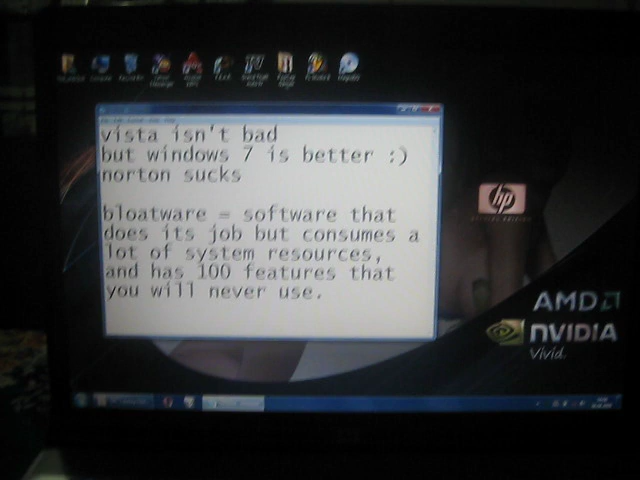 vista isn't bad
but windows 7 is better :)
norton sucks
bloatware = software that
does its job but consumes a
lot of system resources,
and has 100 features that
you will never use.
hp
AMD
NVIDIA
Vivid.